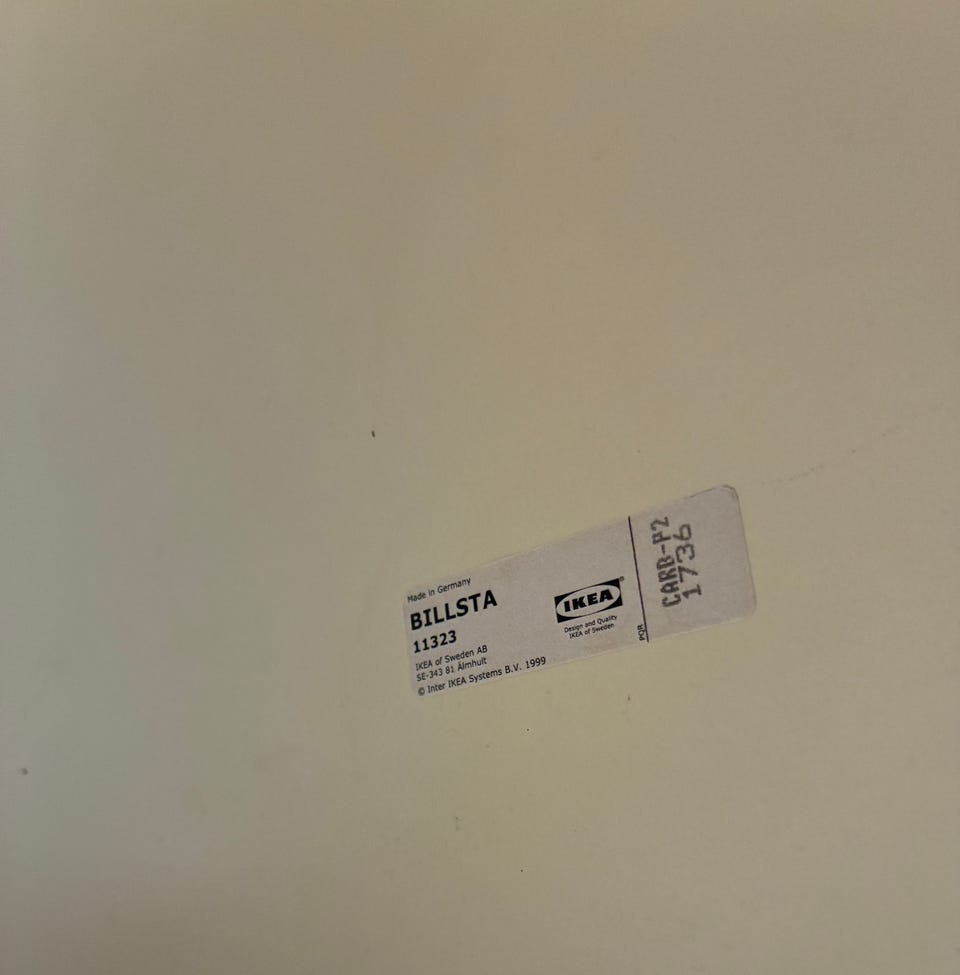 Made in Germany
BILLSTA
11323
IKEA of Sweden AB
SE-343 81 Älmhult
© Inter IKEA Systems B.V. 1999
IKEA®
Design and Quality
IKEA of Sweden
PQR
CARB-P2
1736